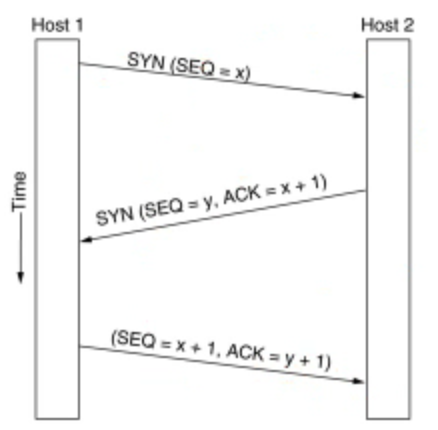 Host 1
Host 2
SYN (SEQ = x)
Time
SYN (SEQ = y, ACK = x + 1)
(SEQ = x + 1, ACK = y + 1)